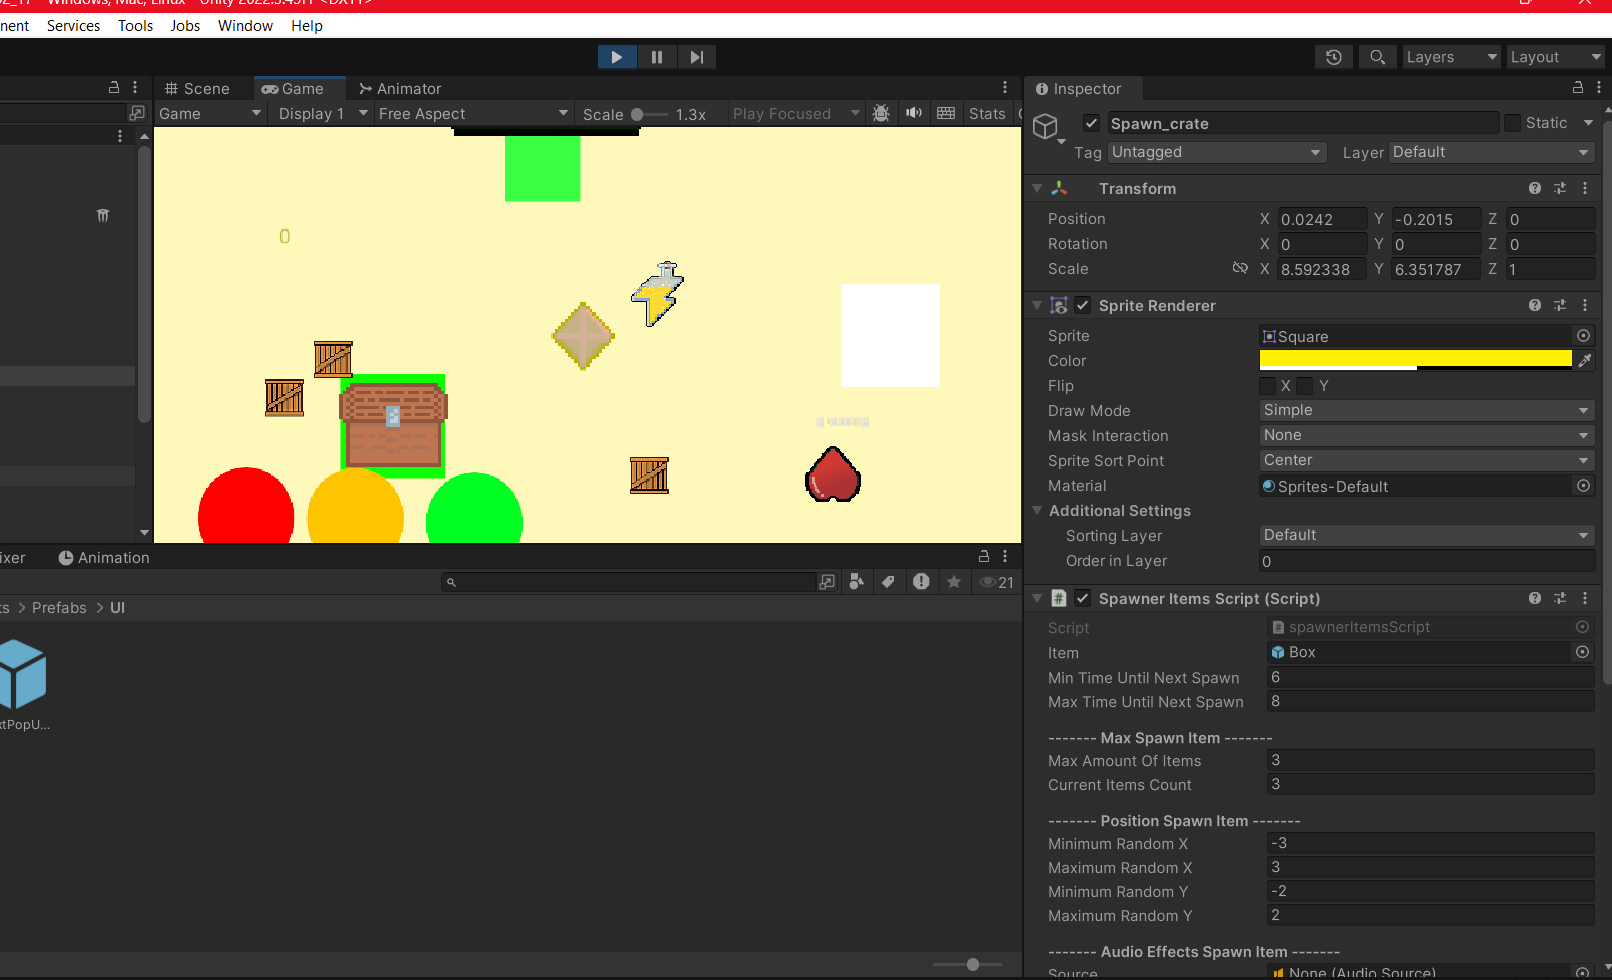 nent Services Tools Jobs Window Help
Layers Layout
Scene Game Animator
Game Display 1 Free Aspect Scale 1.3x Play Focused Stats
0
ixer Animation
21
ts > Prefabs > UI
xtPopU...
Inspector
Spawn_crate Static
Tag Untagged Layer Default
Transform
Position X 0.0242 Y -0.2015 Z 0
Rotation X 0 Y 0 Z 0
Scale X 8.592338 Y 6.351787 Z 1
Sprite Renderer
Sprite Square
Color
Flip X Y
Draw Mode Simple
Mask Interaction None
Sprite Sort Point Center
Material Sprites-Default
Additional Settings
Sorting Layer Default
Order in Layer 0
# Spawner Items Script (Script)
Script spawnerItemsScript
Item Box
Min Time Until Next Spawn 6
Max Time Until Next Spawn 8
------- Max Spawn Item -------
Max Amount Of Items 3
Current Items Count 3
------- Position Spawn Item -------
Minimum Random X -3
Maximum Random X 3
Minimum Random Y -2
Maximum Random Y 2
------- Audio Effects Spawn Item -------
Source None (Audio Source)